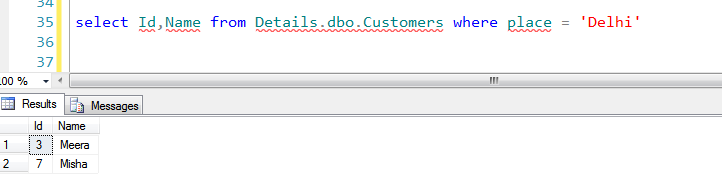 34
35 select Id,Name from Details.dbo.Customers where place = 'Delhi'
36
37
.00 %
Results Messages
Id Name
1 3 Meera
2 7 Misha